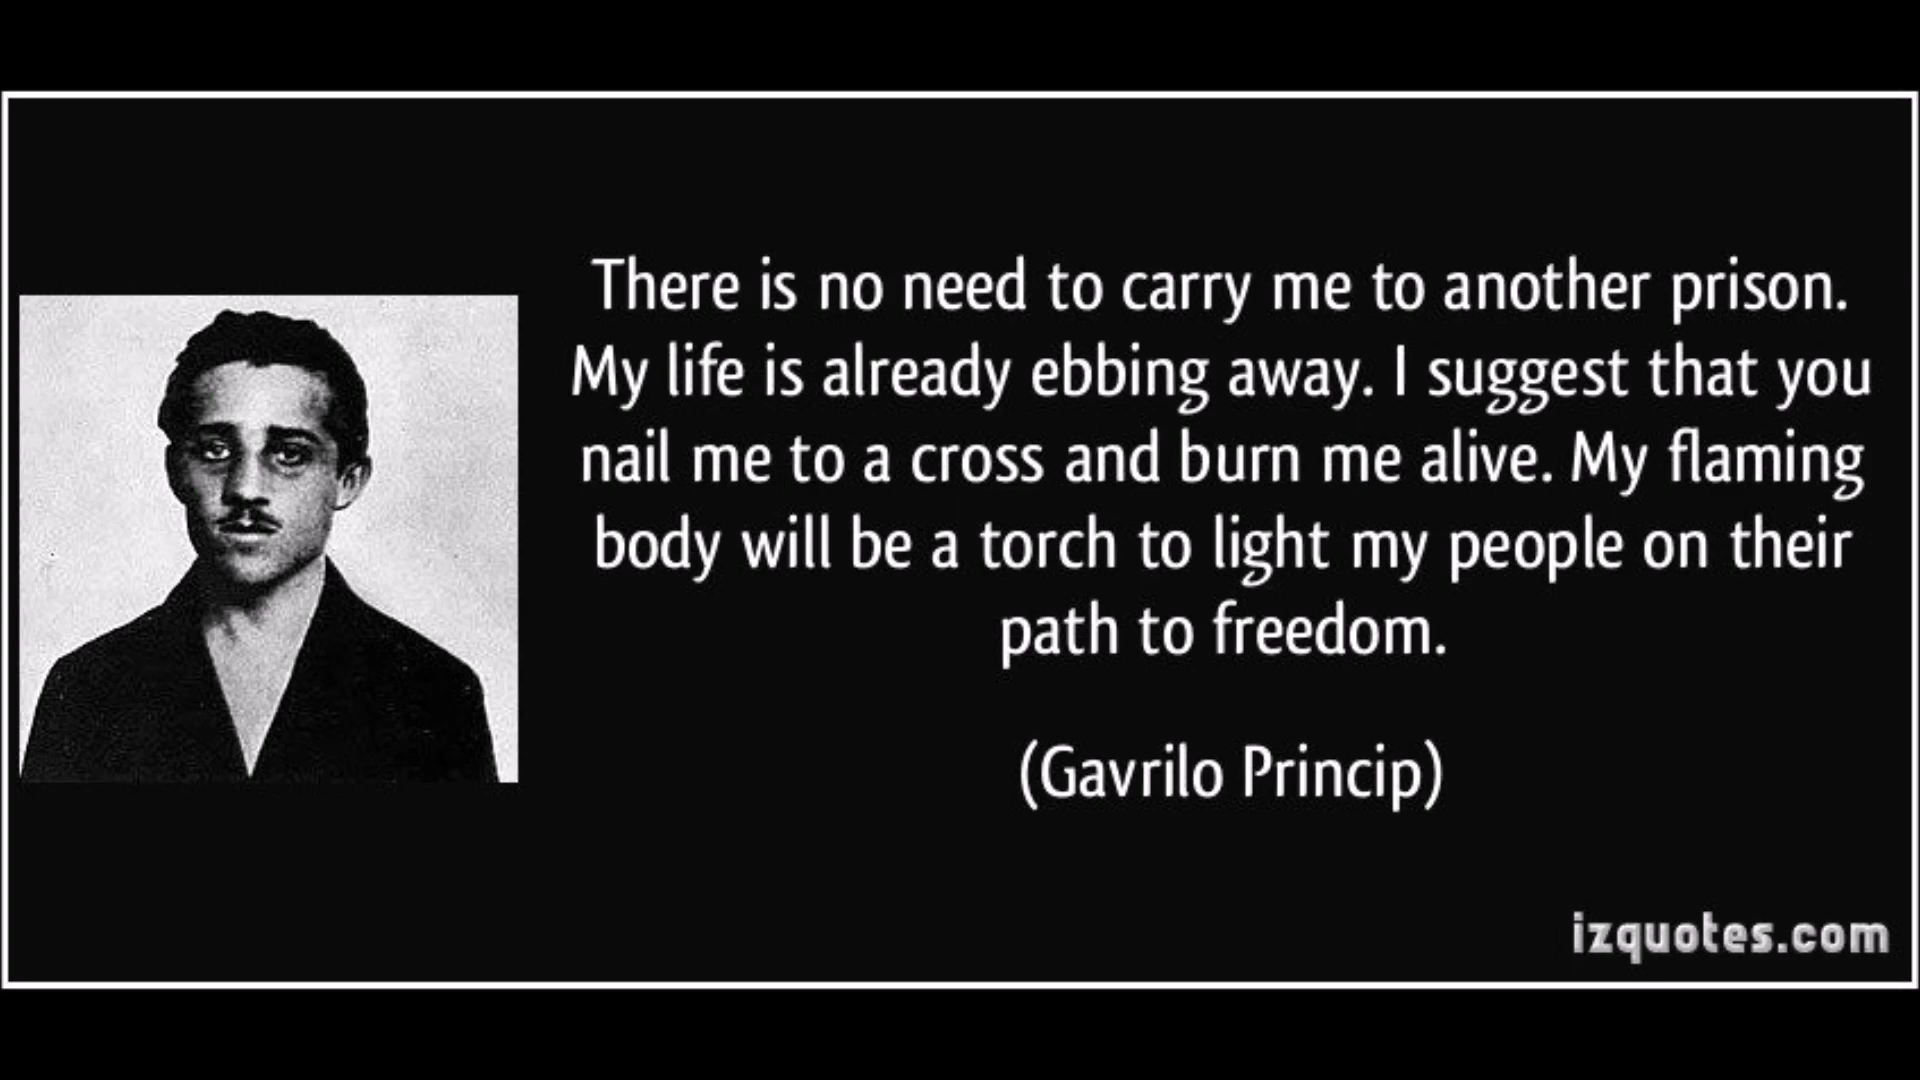 There is no need to carry me to another prison.
My life is already ebbing away. I suggest that you
nail me to a cross and burn me alive. My flaming
body will be a torch to light my people on their
path to freedom.
(Gavrilo Princip)
izquotes.com